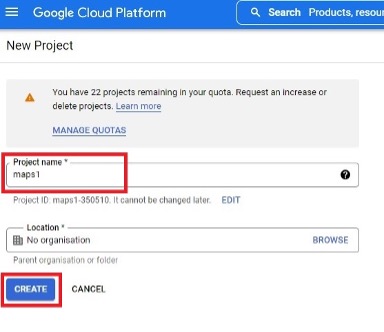 Google Cloud Platform
Search Products, resour
New Project
You have 22 projects remaining in your quota. Request an increase or
delete projects. Learn more
MANAGE QUOTAS
Project name *
maps1
Project ID: maps1-350510. It cannot be changed later. EDIT
Location *
No organisation BROWSE
Parent organisation or folder
CREATE CANCEL